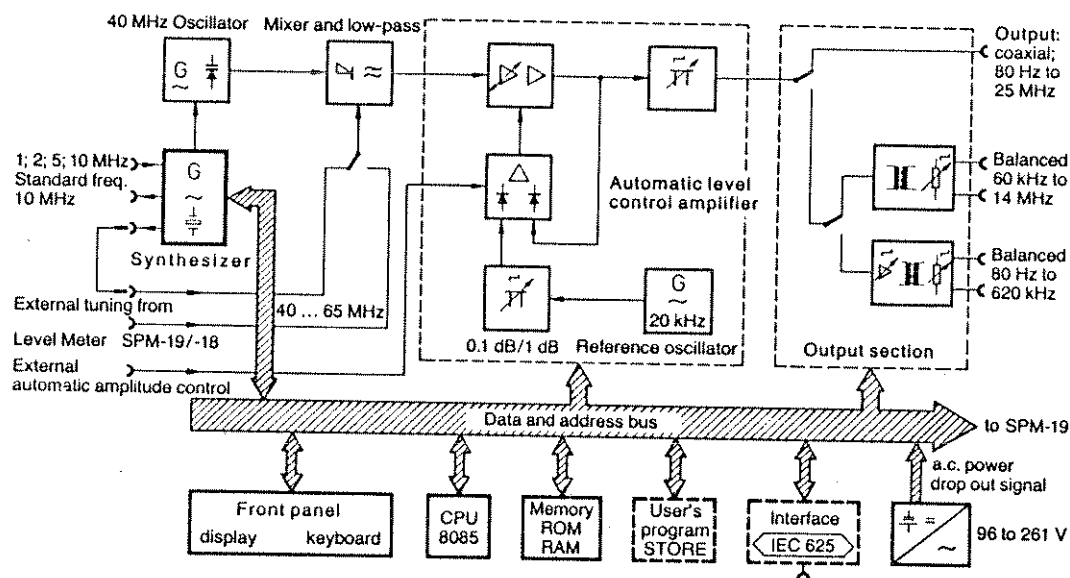 40 MHz Oscillator
Mixer and low-pass
Output:
coaxial;
80 Hz to
25 MHz
G
~
1; 2; 5; 10 MHz
Standard freq.
10 MHz
G
~
Synthesizer
Automatic level
control amplifier
Balanced
60 kHz to
14 MHz
Balanced
80 Hz to
620 kHz
External tuning from
40 ... 65 MHz
Level Meter SPM-19/-18
G
~
20 kHz
0.1 dB/1 dB
Reference oscillator
Output section
External
automatic amplitude control
Data and address bus
to SPM-19
a.c. power
drop out signal
Front panel
display keyboard
CPU
8085
Memory
ROM
RAM
User's
program
STORE
Interface
IEC 625
=
~
96 to 261 V